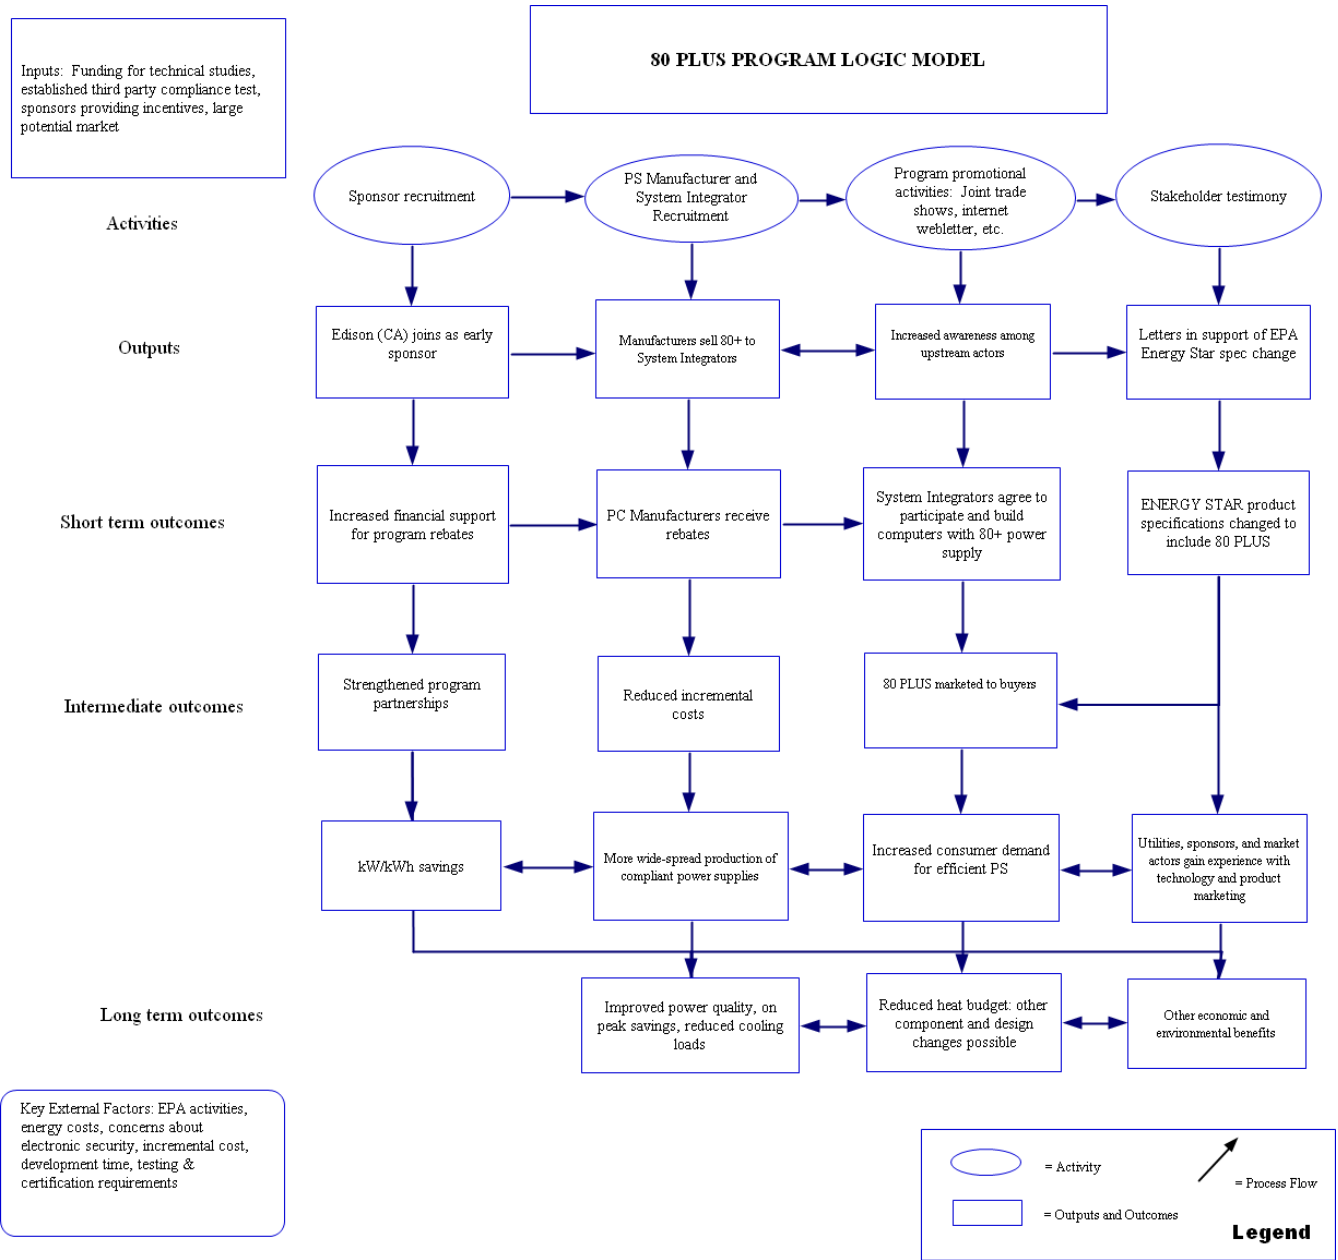 80 PLUS PROGRAM LOGIC MODEL
Inputs:  Funding for technical studies,
established third party compliance test,
sponsors providing incentives, large
potential market
Activities
Sponsor recruitment
PS Manufacturer and
System Integrator
Recruitment
Program promotional
activities:  Joint trade
shows, internet
webletter, etc.
Stakeholder testimony
Outputs
Edison (CA) joins as early
sponsor
Manufacturers sell 80+ to
System Integrators
Increased awareness among
upstream actors
Letters in support of EPA
Energy Star spec change
Short term outcomes
Increased financial support
for program rebates
PC Manufacturers receive
rebates
System Integrators agree to
participate and build
computers with 80+ power
supply
ENERGY STAR product
specifications changed to
include 80 PLUS
Intermediate outcomes
Strengthened program
partnerships
Reduced incremental
costs
80 PLUS marketed to buyers
kW/kWh savings
More wide-spread production of
compliant power supplies
Increased consumer demand
for efficient PS
Utilities, sponsors, and market
actors gain experience with
technology and product
marketing
Long term outcomes
Improved power quality, on
peak savings, reduced cooling
loads
Reduced heat budget: other
component and design
changes possible
Other economic and
environmental benefits
Key External Factors: EPA activities,
energy costs, concerns about
electronic security, incremental cost,
development time, testing &
certification requirements
= Activity
= Process Flow
= Outputs and Outcomes
Legend